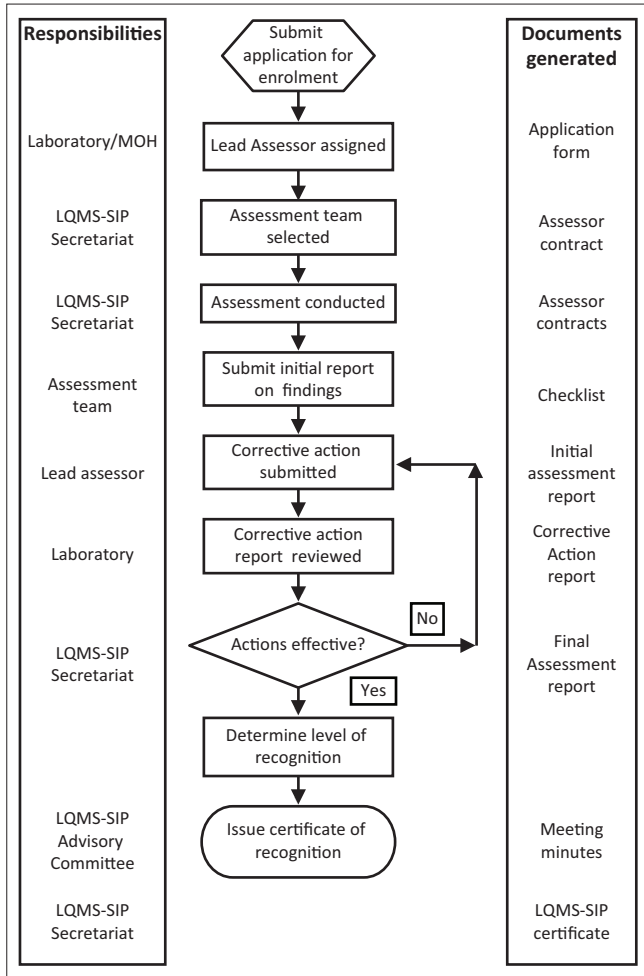 Responsibilities
Laboratory/MOH
LQMS-SIP
Secretariat
LQMS-SIP
Secretariat
Assessment
team
Lead assessor
Laboratory
LQMS-SIP
Secretariat
LQMS-SIP
Advisory
Committee
LQMS-SIP
Secretariat
Submit
application for
enrolment
Lead Assessor assigned
Assessment team
selected
Assessment conducted
Submit initial report
on findings
Corrective action
submitted
Corrective action
report reviewed
Actions effective?
No
Yes
Determine level of
recognition
Issue certificate of
recognition
Documents
generated
Application
form
Assessor
contract
Assessor
contracts
Checklist
Initial
assessment
report
Corrective
Action
report
Final
Assessment
report
Meeting
minutes
LQMS-SIP
certificate